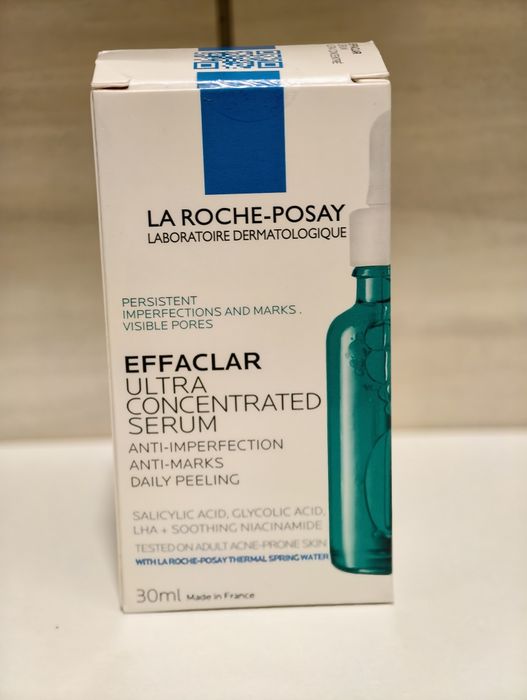 LA ROCHE-POSAY
LABORATOIRE DERMATOLOGIQUE
PERSISTENT
IMPERFECTIONS AND MARKS.
VISIBLE PORES
EFFACLAR
ULTRA
CONCENTRATED
SERUM
ANTI-IMPERFECTION
ANTI-MARKS
DAILY PEELING
SALICYLIC ACID, GLYCOLIC ACID,
LHA + SOOTHING NIACINAMIDE
TESTED ON ADULT ACNE-PRONE SKIN
WITH LA ROCHE-POSAY THERMAL SPRING WATER
30ml Made in France